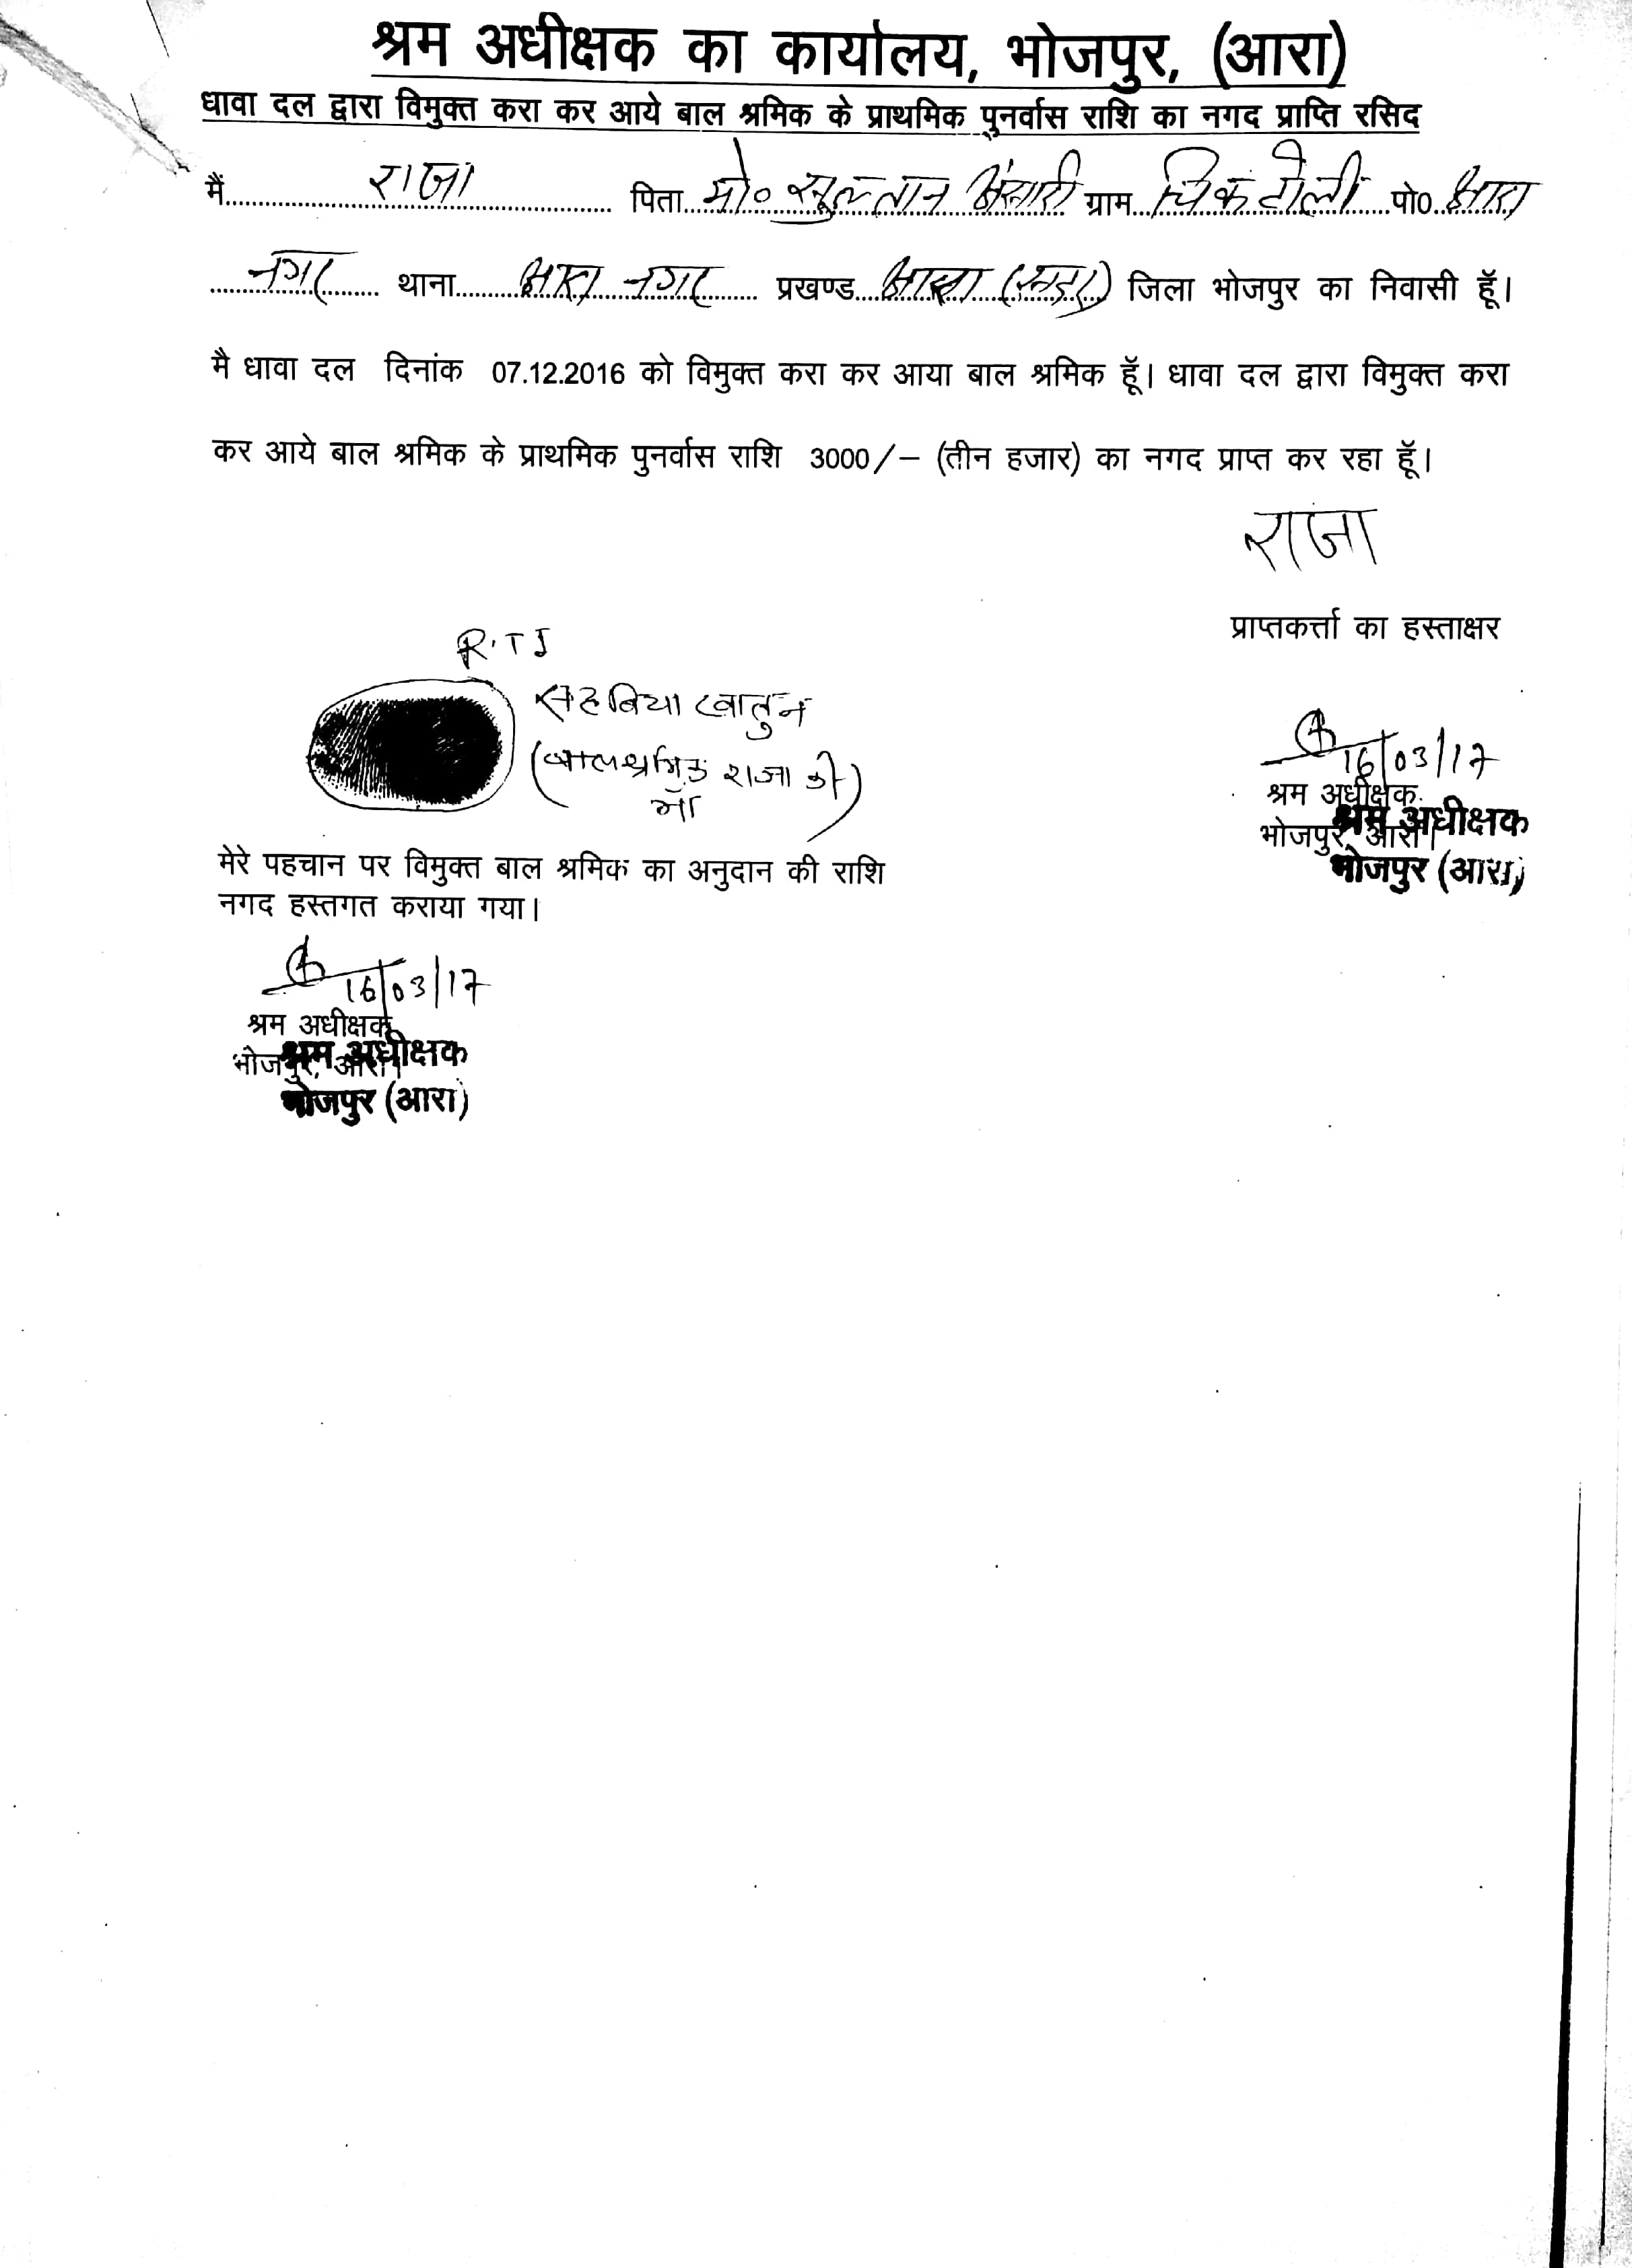 श्रम अधीक्षक का कार्यालय, भोजपुर, (आरा)
धावा दल द्वारा विमुक्त करा कर आये बाल श्रमिक के प्राथमिक पुनर्वास राशि का नगद प्राप्ति रसिद
मैं राजा पिता मो० सुल्तान अंसारी ग्राम चिक टोली पो0 आरा
नगर थाना आरा नगर प्रखण्ड आरा जिला भोजपुर का निवासी हूॅ।
मै धावा दल दिनांक 07.12.2016 को विमुक्त करा कर आया बाल श्रमिक हूॅ। धावा दल द्वारा विमुक्त करा
कर आये बाल श्रमिक के प्राथमिक पुनर्वास राशि 3000/– (तीन हजार) का नगद प्राप्त कर रहा हूॅ।
राजा
प्राप्तकर्त्ता का हस्ताक्षर
R.T.I
सहबिया खातुन
(बालश्रमिक राजा की
माँ)
16/03/17
श्रम अधीक्षक
भोजपुर, आरा।
श्रम अधीक्षक
भोजपुर (आरा)
मेरे पहचान पर विमुक्त बाल श्रमिक का अनुदान की राशि
नगद हस्तगत कराया गया।
16/03/17
श्रम अधीक्षक
भोजपुर, आरा।
श्रम अधीक्षक
भोजपुर (आरा)